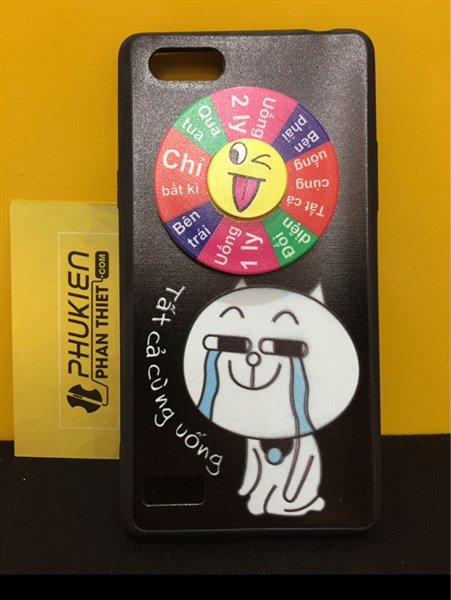 Uống
2 ly
Bên
phải
Tất cả
cùng
uống
Đối
diện
Uống
1 ly
Bên
trái
Chỉ
bất kì
Qua
tua
Tất cả cùng uống
PHUKIEN
PHAN THIET.COM